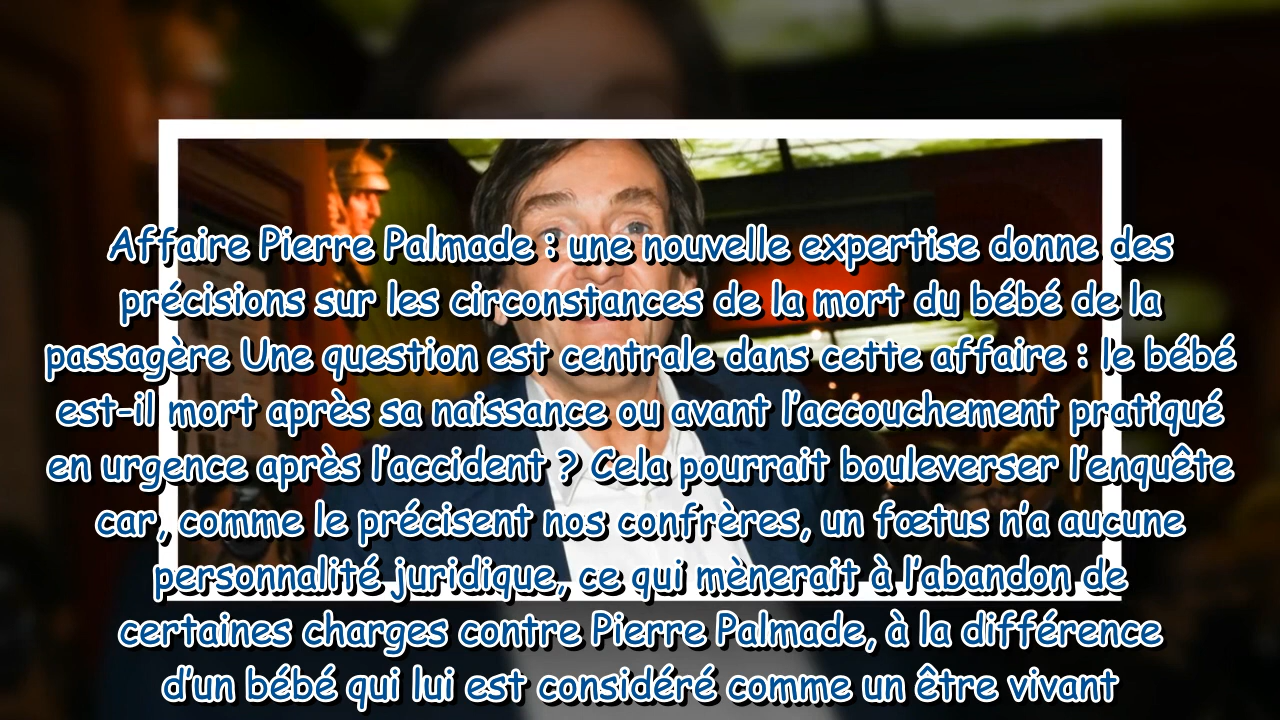 Affaire Pierre Palmade : une nouvelle expertise donne des
précisions sur les circonstances de la mort du bébé de la
passagère Une question est centrale dans cette affaire : le bébé
est-il mort après sa naissance ou avant l’accouchement pratiqué
en urgence après l’accident ? Cela pourrait bouleverser l’enquête
car, comme le précisent nos confrères, un fœtus n’a aucune
personnalité juridique, ce qui mènerait à l’abandon de
certaines charges contre Pierre Palmade, à la différence
d’un bébé qui lui est considéré comme un être vivant